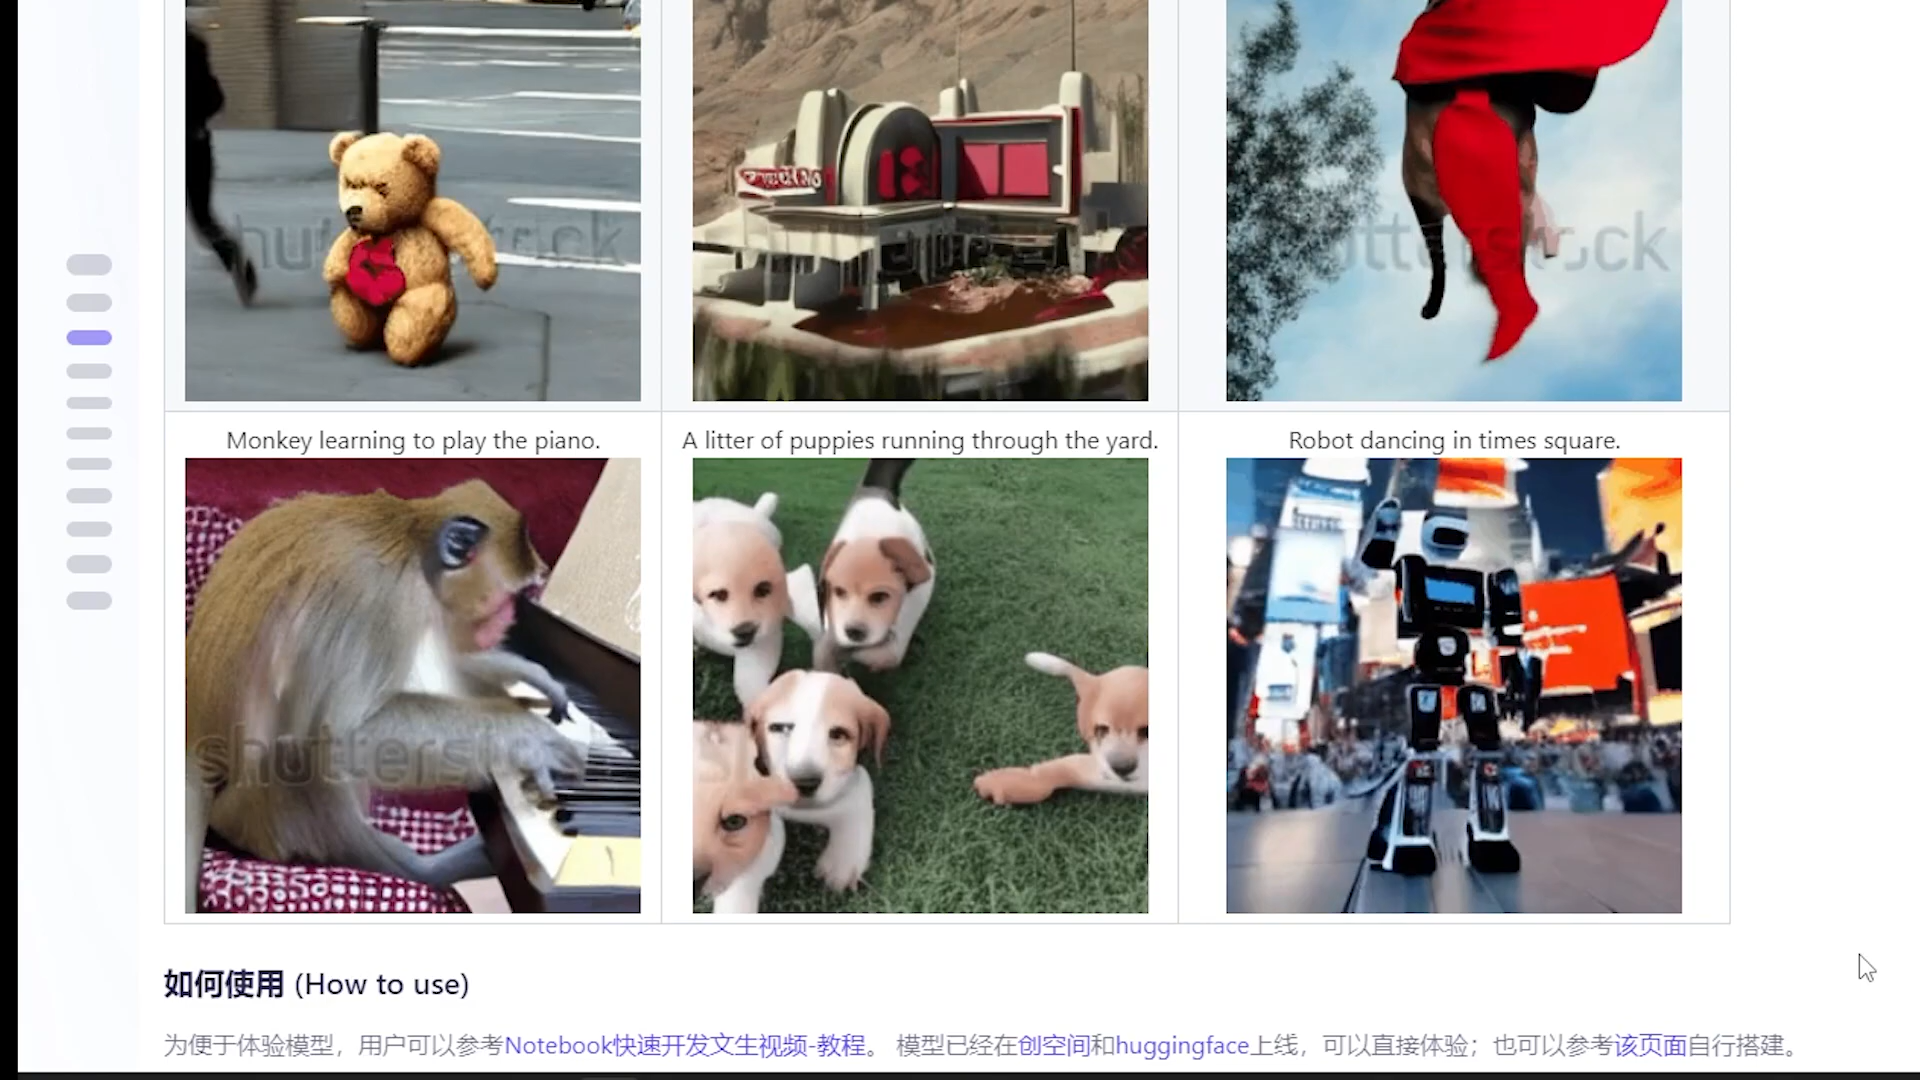 shutterstock
Monkey learning to play the piano.
A litter of puppies running through the yard.
Robot dancing in times square.
shutterstock
如何使用 (How to use)
为便于体验模型，用户可以参考Notebook快速开发文生视频-教程。 模型已经在创空间和huggingface上线，可以直接体验；也可以参考该页面自行搭建。